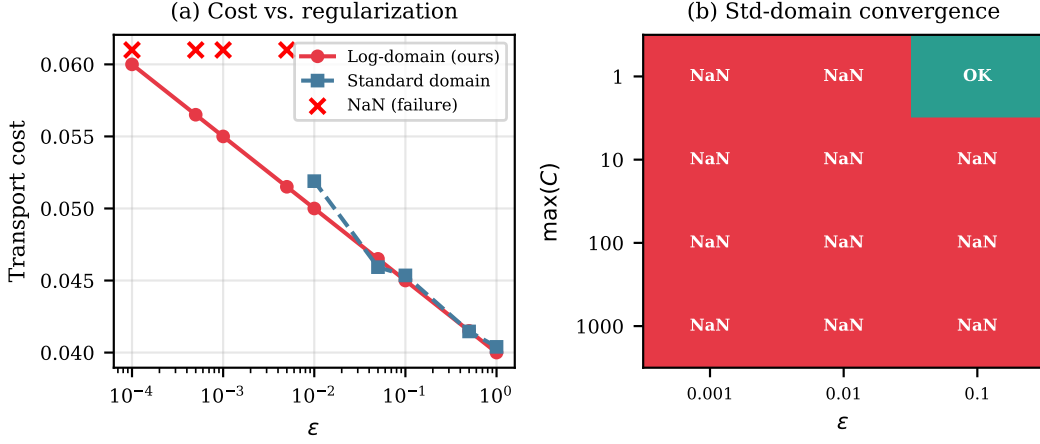 (a) Cost vs. regularization
Transport cost
0.060
0.055
0.050
0.045
0.040
Log-domain (ours)
Standard domain
NaN (failure)
10⁻⁴
10⁻³
10⁻²
10⁻¹
10⁰
ε
(b) Std-domain convergence
max(C)
1
NaN
NaN
OK
10
NaN
NaN
NaN
100
NaN
NaN
NaN
1000
NaN
NaN
NaN
0.001
0.01
0.1
ε